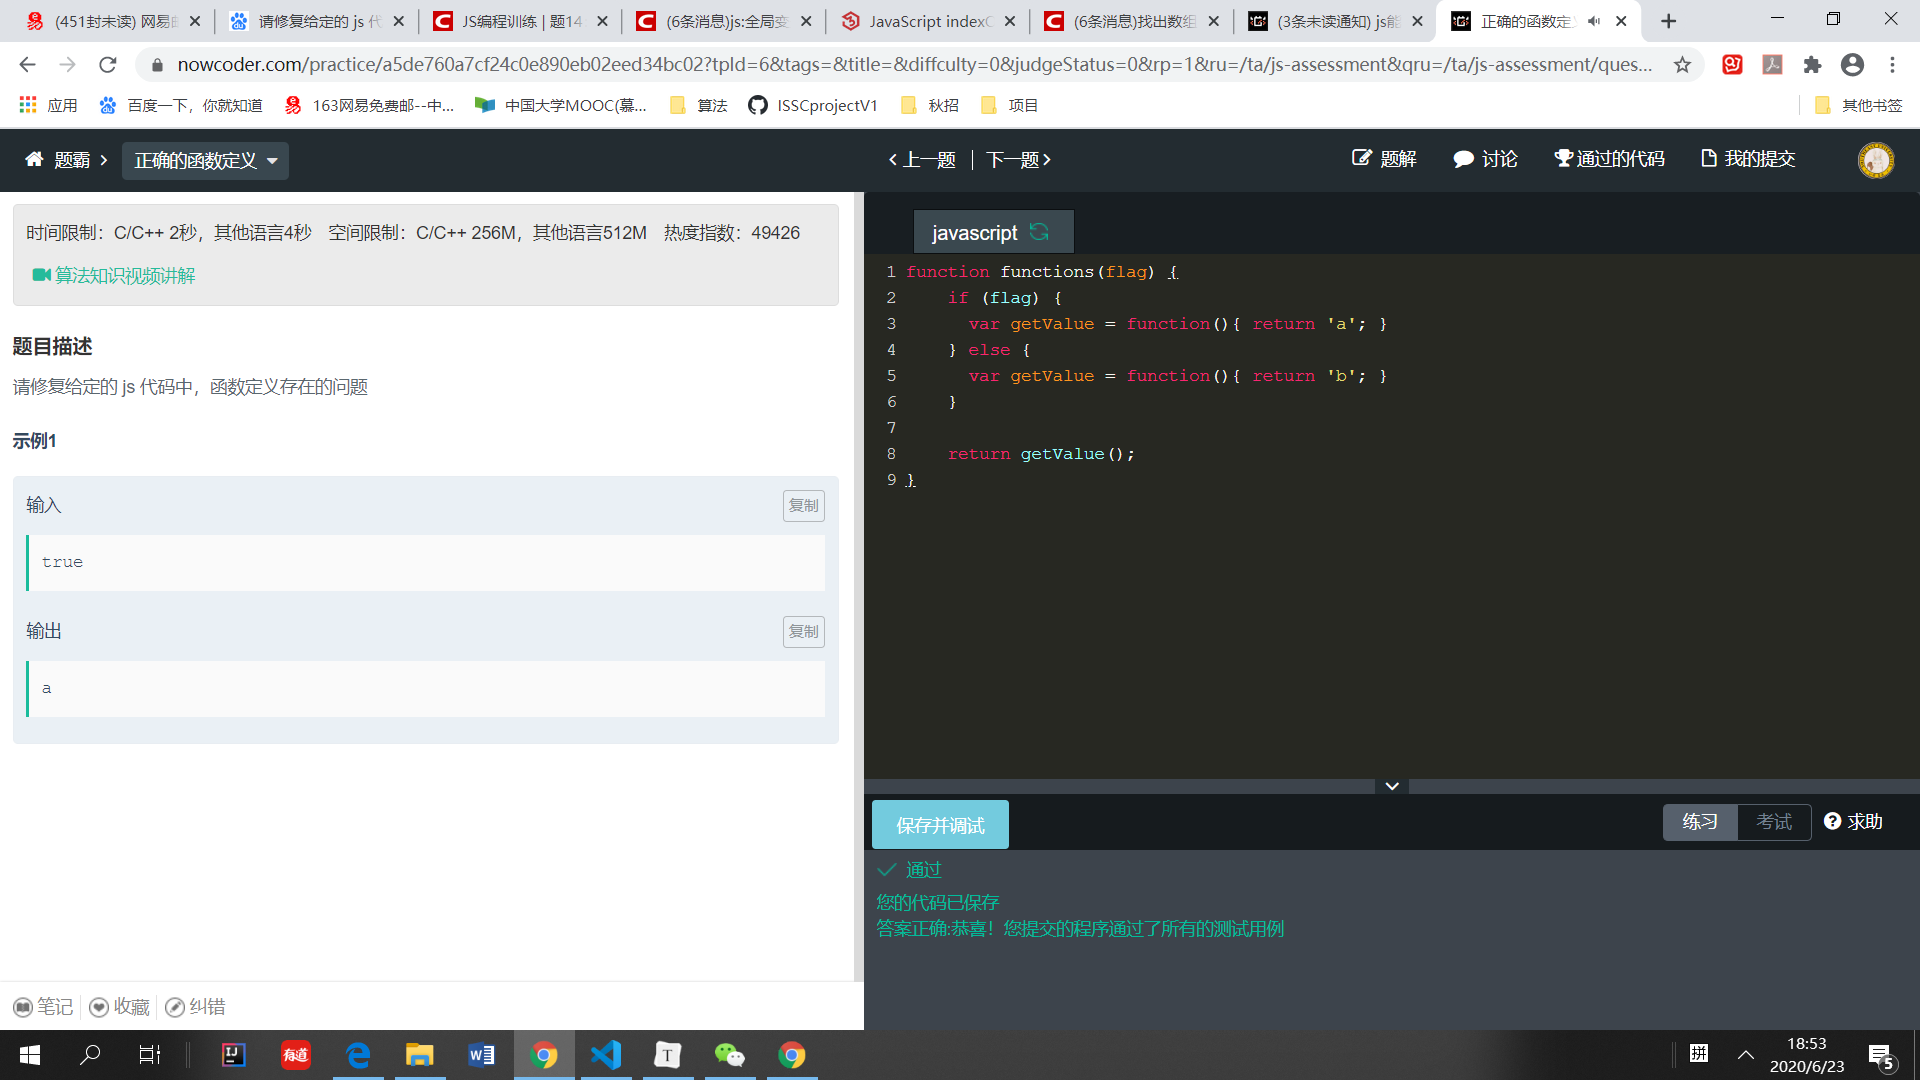 (451封未读) 网易
请修复给定的 js 代
JS编程训练 | 题14
(6条消息)js:全局变
JavaScript indexO
(6条消息)找出数组
(3条未读通知) js能
正确的函数定义
nowcoder.com/practice/a5de760a7cf24c0e890eb02eed34bc02?tpId=6&tags=&title=&diffculty=0&judgeStatus=0&rp=1&ru=/ta/js-assessment&qru=/ta/js-assessment/ques...
应用 百度一下，你就知道 163网易免费邮--中... 中国大学MOOC(慕... 算法 ISSCprojectV1 秋招 项目 其他书签
题霸 正确的函数定义 上一题 | 下一题 题解 讨论 通过的代码 我的提交
时间限制：C/C++ 2秒，其他语言4秒 空间限制：C/C++ 256M，其他语言512M 热度指数：49426
算法知识视频讲解
题目描述
请修复给定的 js 代码中，函数定义存在的问题
示例1
输入 复制
true
输出 复制
a
笔记 收藏 纠错
javascript
1 function functions(flag) {
2     if (flag) {
3       var getValue = function(){ return 'a'; }
4     } else {
5       var getValue = function(){ return 'b'; }
6     }
7
8     return getValue();
9 }
保存并调试 练习 考试 求助
通过
您的代码已保存
答案正确:恭喜！您提交的程序通过了所有的测试用例
IJ 有道 W T 拼
18:53
2020/6/23
5